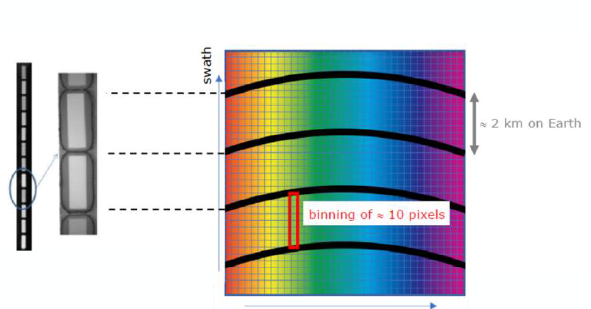 swath
≈ 2 km on Earth
binning of ≈ 10 pixels